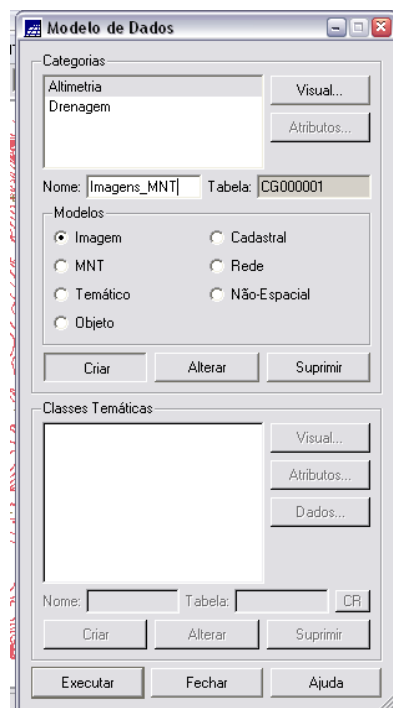 Modelo de Dados
Categorias
Altimetria
Drenagem
Visual...
Atributos...
Nome: Imagens_MNT Tabela: CG000001
Modelos
Imagem Cadastral
MNT Rede
Temático Não-Espacial
Objeto
Criar Alterar Suprimir
Classes Temáticas
Visual...
Atributos...
Dados...
Nome: Tabela: CR
Criar Alterar Suprimir
Executar Fechar Ajuda